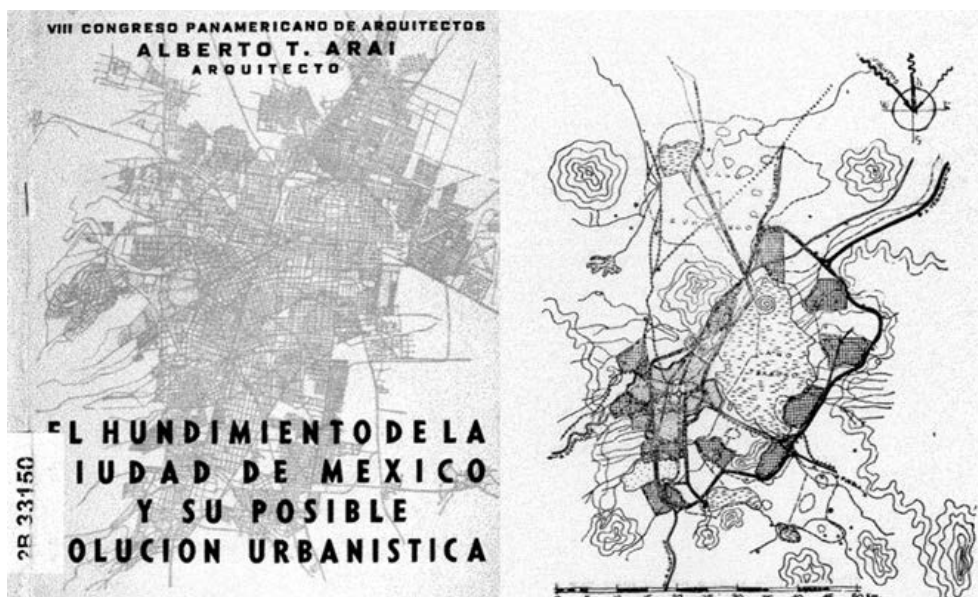 VIII CONGRESO PANAMERICANO DE ARQUITECTOS
ALBERTO T. ARAI
ARQUITECTO
EL HUNDIMIENTO DE LA
IUDAD DE MEXICO
Y SU POSIBLE
OLUCION URBANISTICA
2B 33150